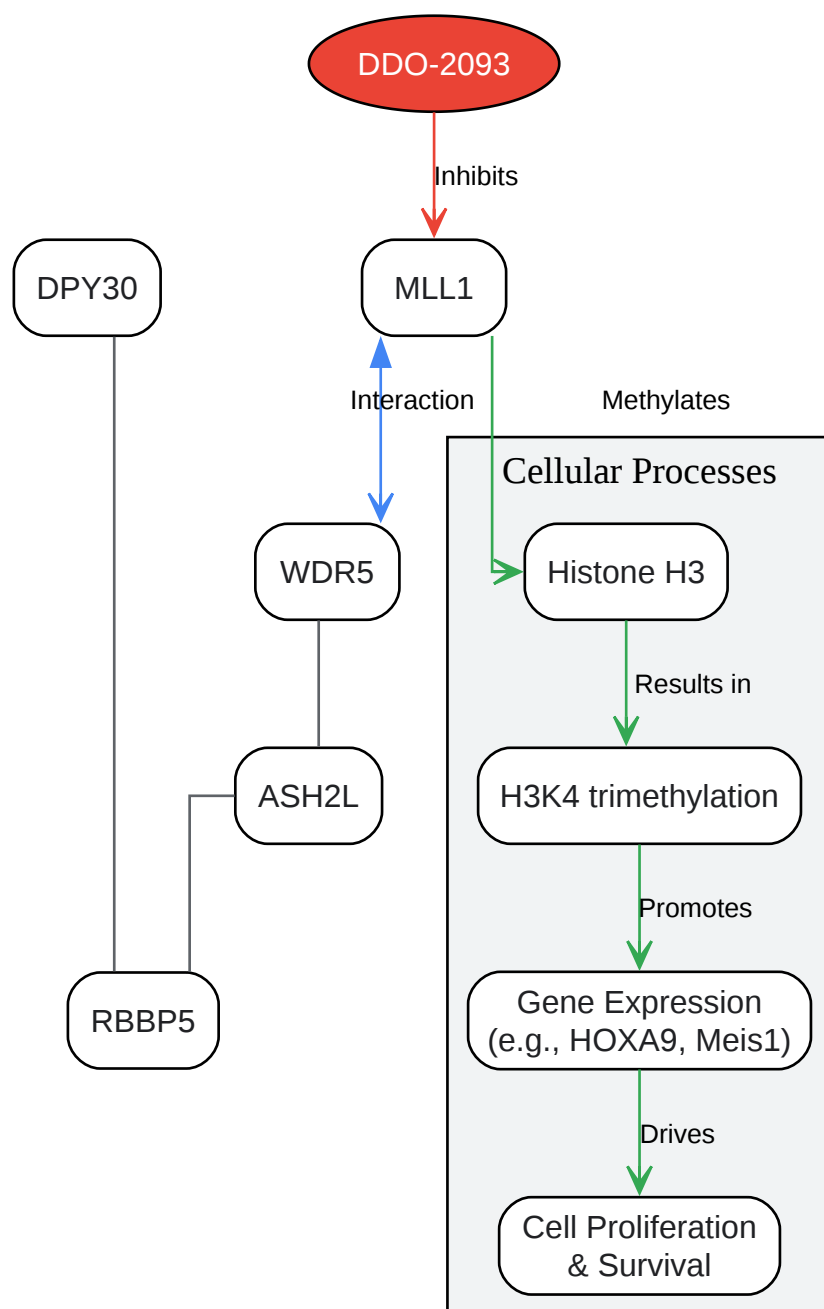 DDO-2093
Inhibits
DPY30
MLL1
Interaction
Methylates
Cellular Processes
WDR5
Histone H3
Results in
ASH2L
H3K4 trimethylation
Promotes
RBBP5
Gene Expression
(e.g., HOXA9, Meis1)
Drives
Cell Proliferation
& Survival